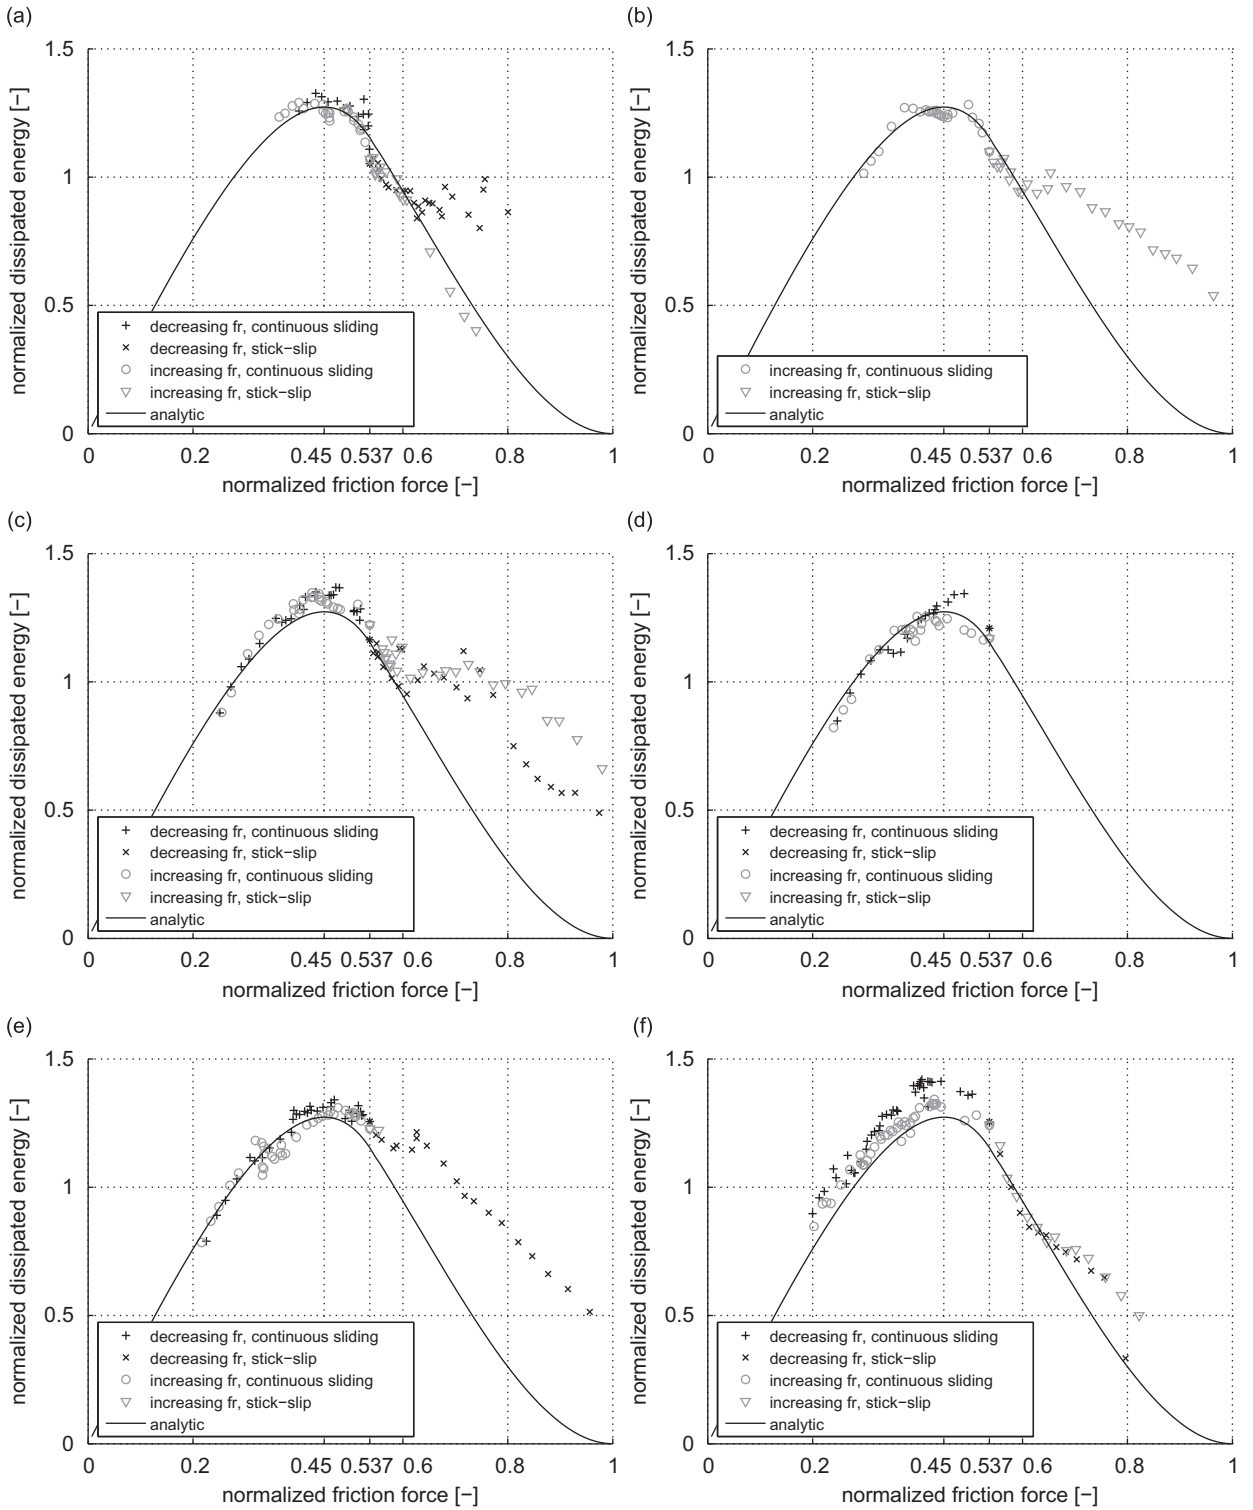 (a)
1.5
1
0.5
0
normalized dissipated energy [−]
decreasing fr, continuous sliding
decreasing fr, stick−slip
increasing fr, continuous sliding
increasing fr, stick−slip
analytic
0 0.2 0.45 0.537 0.6 0.8 1
normalized friction force [−]
(b)
1.5
1
0.5
0
normalized dissipated energy [−]
increasing fr, continuous sliding
increasing fr, stick−slip
analytic
0 0.2 0.45 0.537 0.6 0.8 1
normalized friction force [−]
(c)
1.5
1
0.5
0
normalized dissipated energy [−]
decreasing fr, continuous sliding
decreasing fr, stick−slip
increasing fr, continuous sliding
increasing fr, stick−slip
analytic
0 0.2 0.45 0.537 0.6 0.8 1
normalized friction force [−]
(d)
1.5
1
0.5
0
normalized dissipated energy [−]
decreasing fr, continuous sliding
decreasing fr, stick−slip
increasing fr, continuous sliding
increasing fr, stick−slip
analytic
0 0.2 0.45 0.537 0.6 0.8 1
normalized friction force [−]
(e)
1.5
1
0.5
0
normalized dissipated energy [−]
decreasing fr, continuous sliding
decreasing fr, stick−slip
increasing fr, continuous sliding
increasing fr, stick−slip
analytic
0 0.2 0.45 0.537 0.6 0.8 1
normalized friction force [−]
(f)
1.5
1
0.5
0
normalized dissipated energy [−]
decreasing fr, continuous sliding
decreasing fr, stick−slip
increasing fr, continuous sliding
increasing fr, stick−slip
analytic
0 0.2 0.45 0.537 0.6 0.8 1
normalized friction force [−]